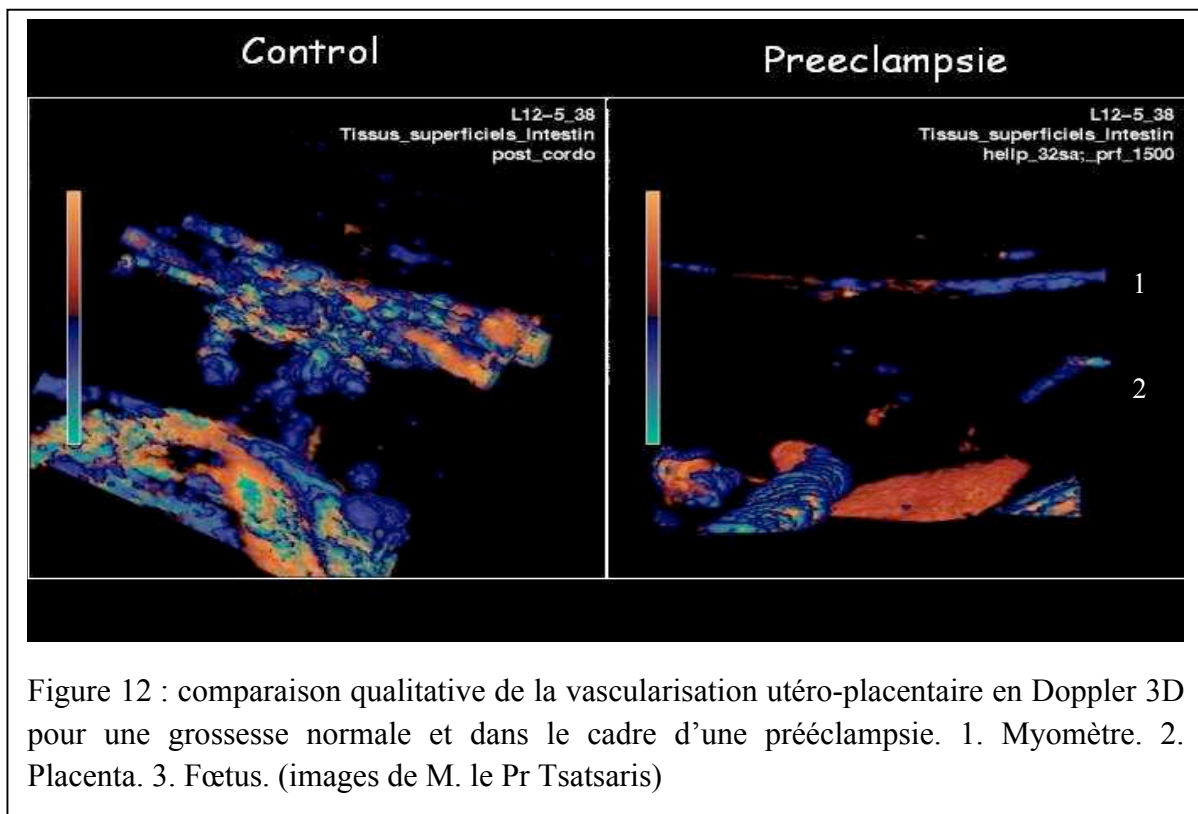 Control
Preeclampsie
L12-5_38
Tissus_superficiels_Intestin
post_cordo
L12-5_38
Tissus_superficiels_Intestin
hellp_32sa;_prf_1500
1
2
Figure 12 : comparaison qualitative de la vascularisation utéro-placentaire en Doppler 3D
pour une grossesse normale et dans le cadre d’une prééclampsie. 1. Myomètre. 2.
Placenta. 3. Fœtus. (images de M. le Pr Tsatsaris)